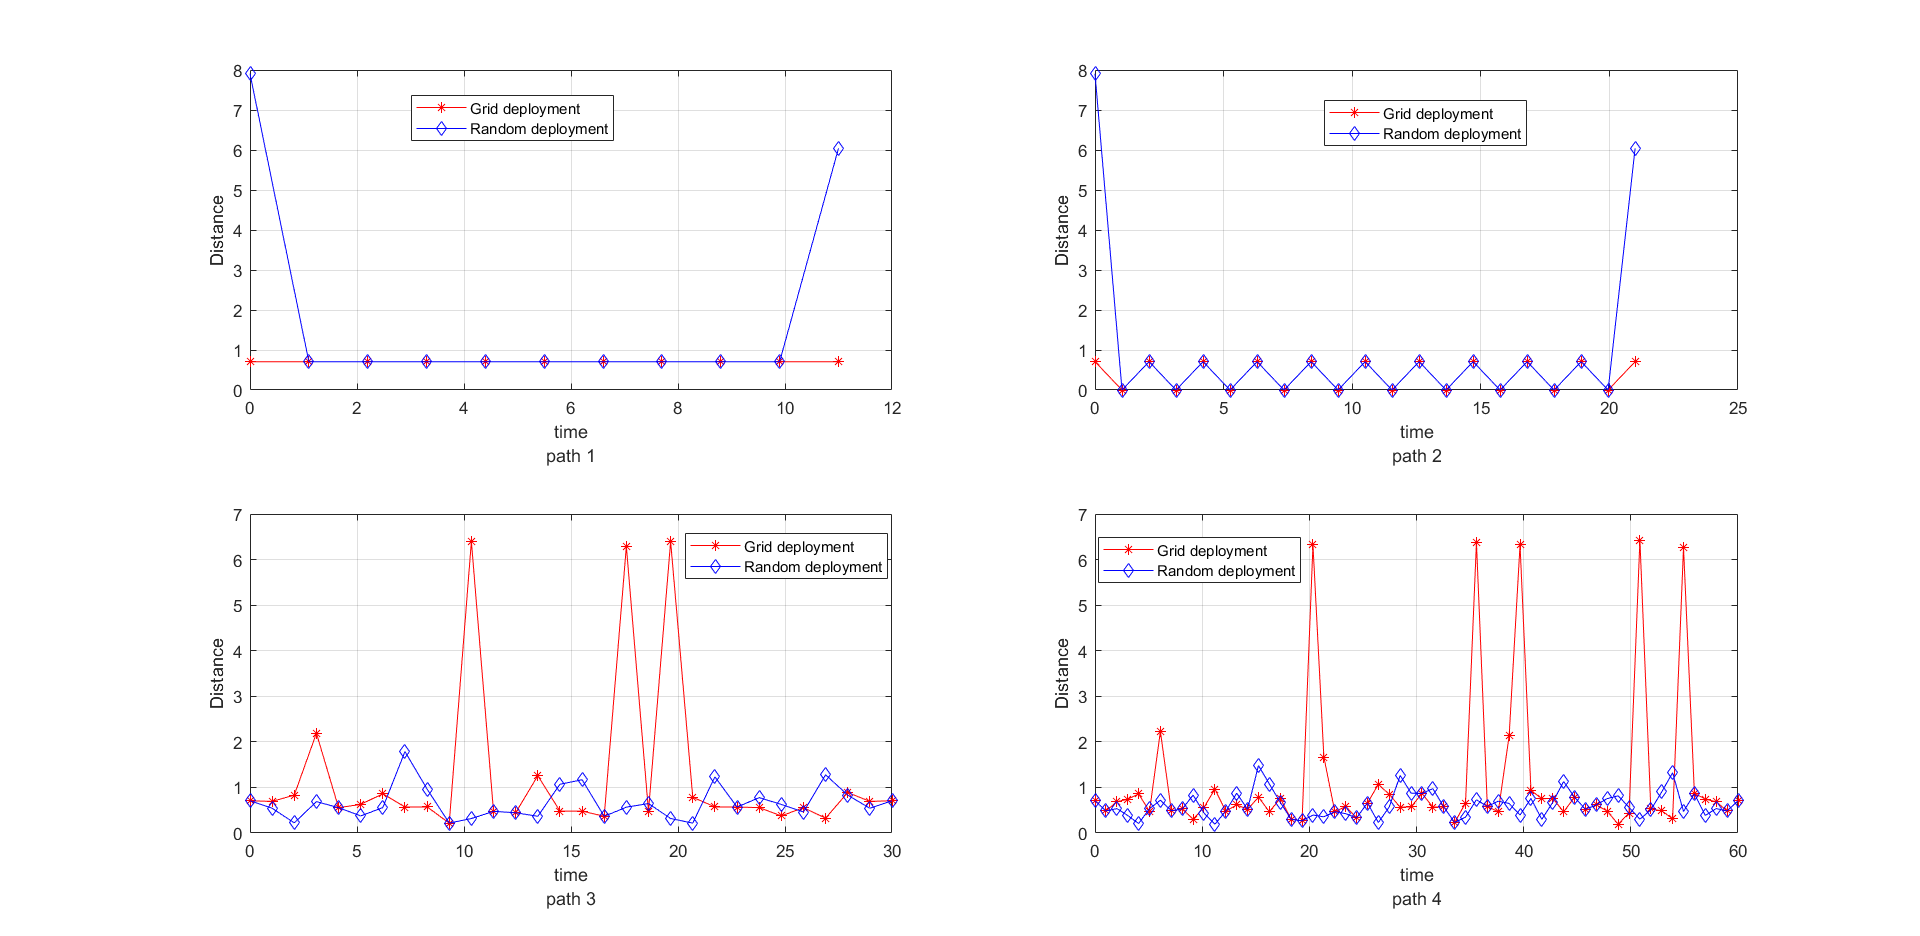 8
7
6
5
4
3
2
1
0
Distance
Grid deployment
Random deployment
0 2 4 6 8 10 12
time
path 1
8
7
6
5
4
3
2
1
0
Distance
Grid deployment
Random deployment
0 5 10 15 20 25
time
path 2
7
6
5
4
3
2
1
0
Distance
Grid deployment
Random deployment
0 5 10 15 20 25 30
time
path 3
7
6
5
4
3
2
1
0
Distance
Grid deployment
Random deployment
0 10 20 30 40 50 60
time
path 4